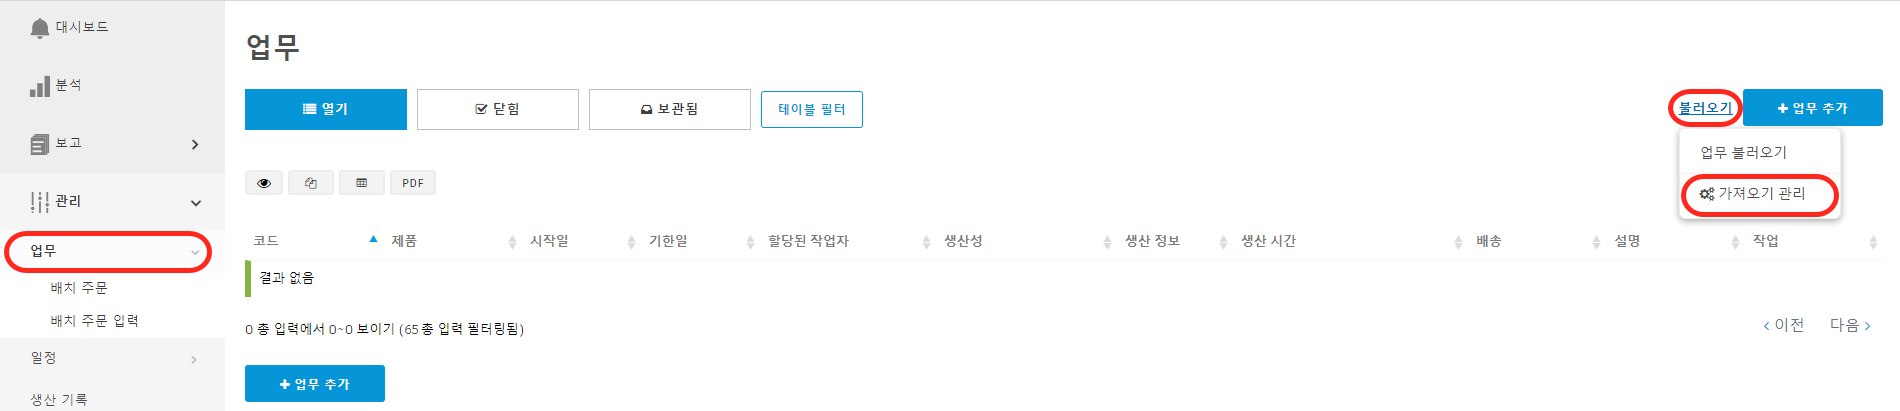 대시보드
분석
보고
관리
업무
배치 주문
배치 주문 입력
일정
생산 기록
업무
열기
닫힘
보관됨
테이블 필터
불러오기
업무 추가
업무 불러오기
가져오기 관리
PDF
코드 제품 시작일 기한일 할당된 작업자 생산성 생산 정보 생산 시간 배송 설명 작업
결과 없음
0 총 입력에서 0~0 보이기 (65 총 입력 필터링됨)
이전
다음
업무 추가